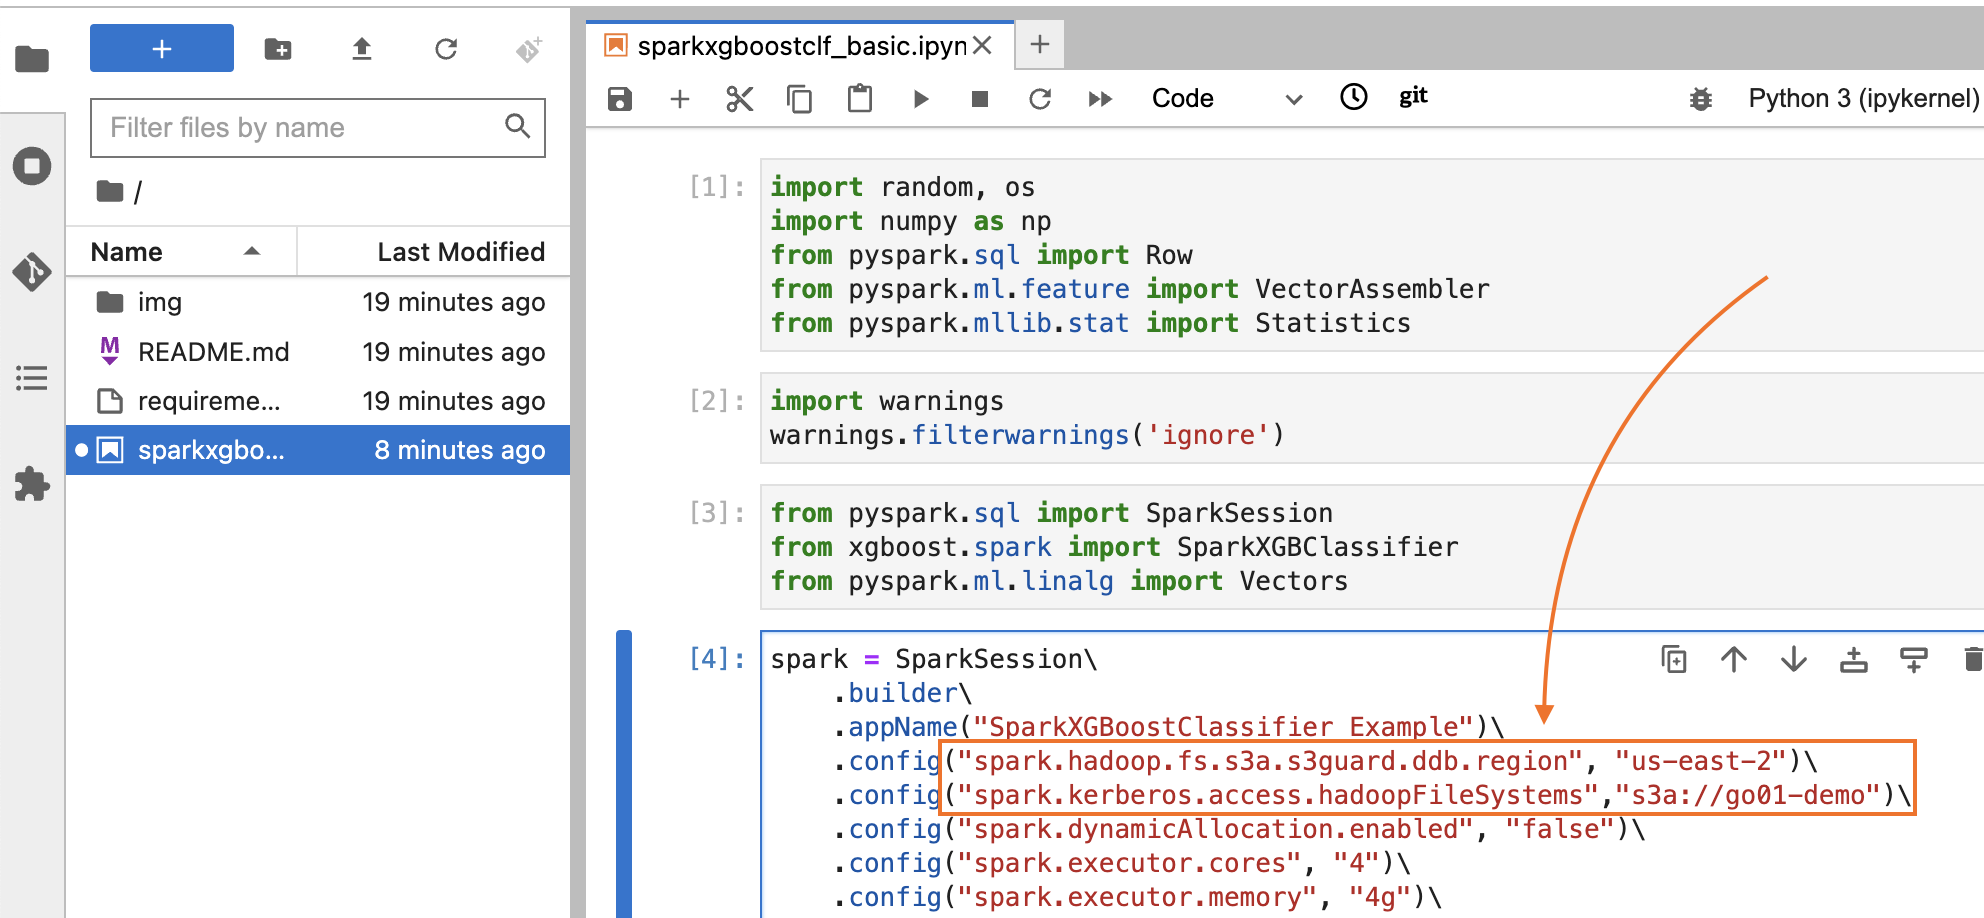 sparkxgboostclf_basic.ipyn
Code
git
Python 3 (ipykernel)
Filter files by name
/
Name Last Modified
img 19 minutes ago
README.md 19 minutes ago
requireme... 19 minutes ago
sparkxgbo... 8 minutes ago
[1]: import random, os
import numpy as np
from pyspark.sql import Row
from pyspark.ml.feature import VectorAssembler
from pyspark.mllib.stat import Statistics
[2]: import warnings
warnings.filterwarnings('ignore')
[3]: from pyspark.sql import SparkSession
from xgboost.spark import SparkXGBClassifier
from pyspark.ml.linalg import Vectors
[4]: spark = SparkSession\
.builder\
.appName("SparkXGBoostClassifier Example")\
.config("spark.hadoop.fs.s3a.s3guard.ddb.region", "us-east-2")\
.config("spark.kerberos.access.hadoopFileSystems","s3a://go01-demo")\
.config("spark.dynamicAllocation.enabled", "false")\
.config("spark.executor.cores", "4")\
.config("spark.executor.memory", "4g")\